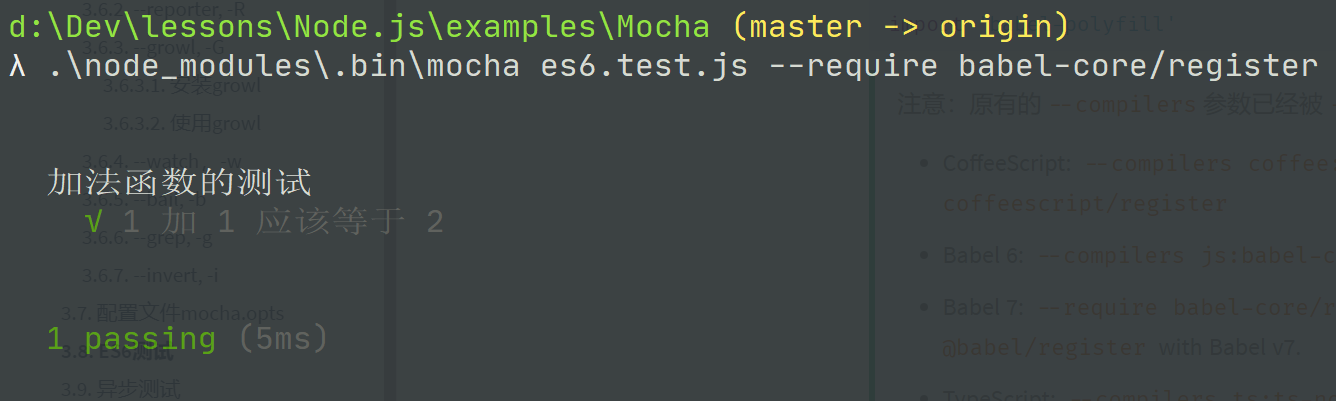 3.6.2. --reporter, -R
d:\Dev\lessons\Node.js\examples\Mocha (master -> origin)
polyfill'
3.6.3. --growl, -G
λ .\node_modules\.bin\mocha es6.test.js --require babel-core/register
3.6.3.1. 安装growl
注意：原有的 --compilers 参数已经被
3.6.3.2. 使用growl
3.6.4. --watch, -w
CoffeeScript: --compilers coffee
加法函数的测试
3.6.5. --bail, -b
coffeescript/register
√ 1 加 1 应该等于 2
3.6.6. --grep, -g
Babel 6: --compilers js:babel-c
3.6.7. --invert, -i
3.7. 配置文件mocha.opts
Babel 7: --require babel-core/r
1 passing (5ms)
3.8. ES6测试
@babel/register with Babel v7.
3.9. 异步测试
TypeScript: --compilers ts:ts